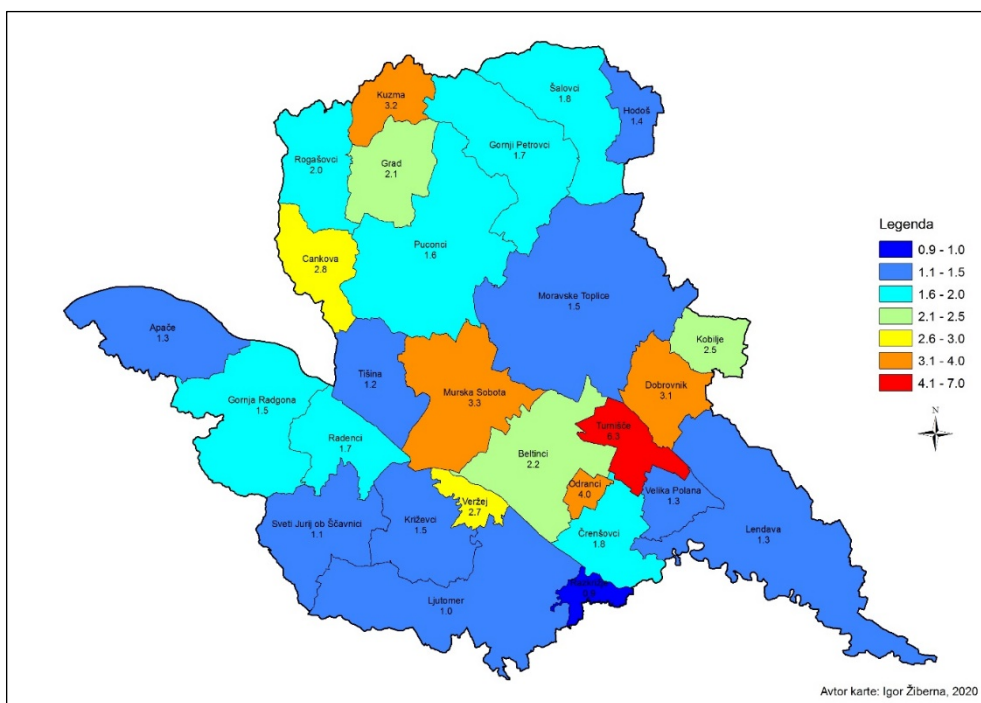 Kuzma
3.2
Šalovci
1.8
Hodoš
1.4
Gornji Petrovci
1.7
Rogašovci
2.0
Grad
2.1
Puconci
1.6
Cankova
2.8
Moravske Toplice
1.5
Apače
1.3
Tišina
1.2
Murska Sobota
3.3
Kobilje
2.5
Dobrovnik
3.1
Gornja Radgona
1.5
Radenci
1.7
Turnišče
Beltinci
2.2
Odranci
4.0
Velika Polana
1.3
Veržej
2.7
Sveti Jurij ob Ščavnici
1.1
Križevci
1.5
Črenšovci
1.8
Lendava
1.3
Ljutomer
1.0
Legenda
0.9 - 1.0
1.1 - 1.5
1.6 - 2.0
2.1 - 2.5
2.6 - 3.0
3.1 - 4.0
4.1 - 7.0
N
Avtor karte: Igor Žiberna, 2020